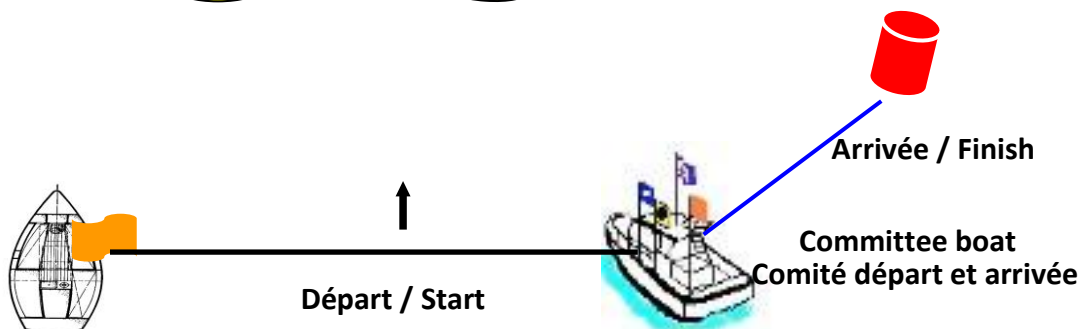 Arrivée / Finish
Committee boat
Comité départ et arrivée
Départ / Start